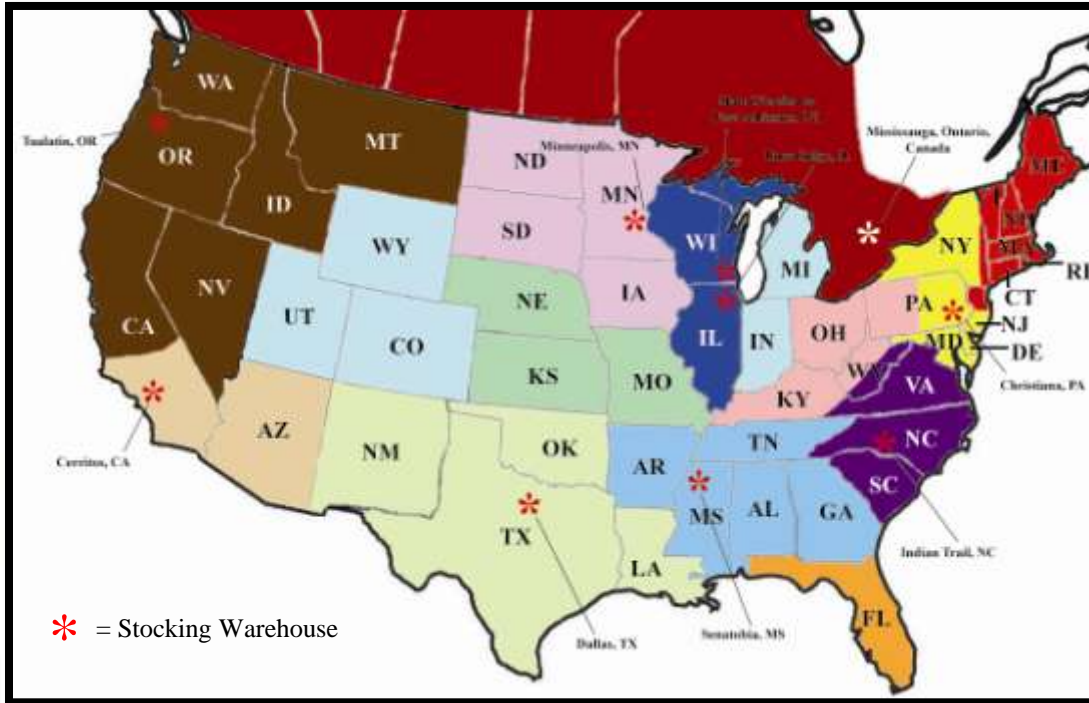 WA
Tualatin, OR
OR
MT
ID
ND
Minneapolis, MN
MN
Mississauga, Ontario,
Canada
ME
WY
SD
WI
MI
NY
NV
UT
NE
IA
PA
RI
CT
CA
CO
IL
IN
OH
NJ
MD
DE
KS
MO
WV
VA
Christiana, PA
KY
AZ
NM
OK
AR
TN
NC
Cerritos, CA
SC
TX
MS
AL
GA
Indian Trail, NC
LA
FL
* = Stocking Warehouse
Dallas, TX
Senatobia, MS